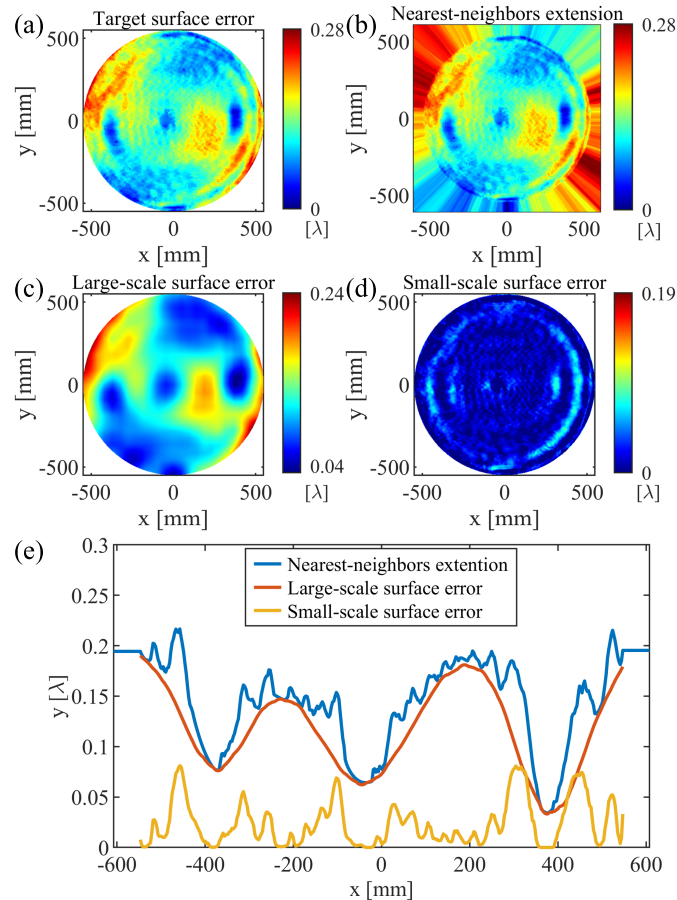 (a) Target surface error
500
0
-500
y [mm]
-500 0 500
x [mm]
0.28
0
[λ]
(b) Nearest-neighbors extension
500
0
-500
y [mm]
-500 0 500
x [mm]
0.28
0
[λ]
(c) Large-scale surface error
500
0
-500
y [mm]
-500 0 500
x [mm]
0.24
0.04
[λ]
(d) Small-scale surface error
500
0
-500
y [mm]
-500 0 500
x [mm]
0.19
0
[λ]
(e)
0.3
0.25
0.2
0.15
0.1
0.05
0
y [λ]
Nearest-neighbors extention
Large-scale surface error
Small-scale surface error
-600 -400 -200 0 200 400 600
x [mm]